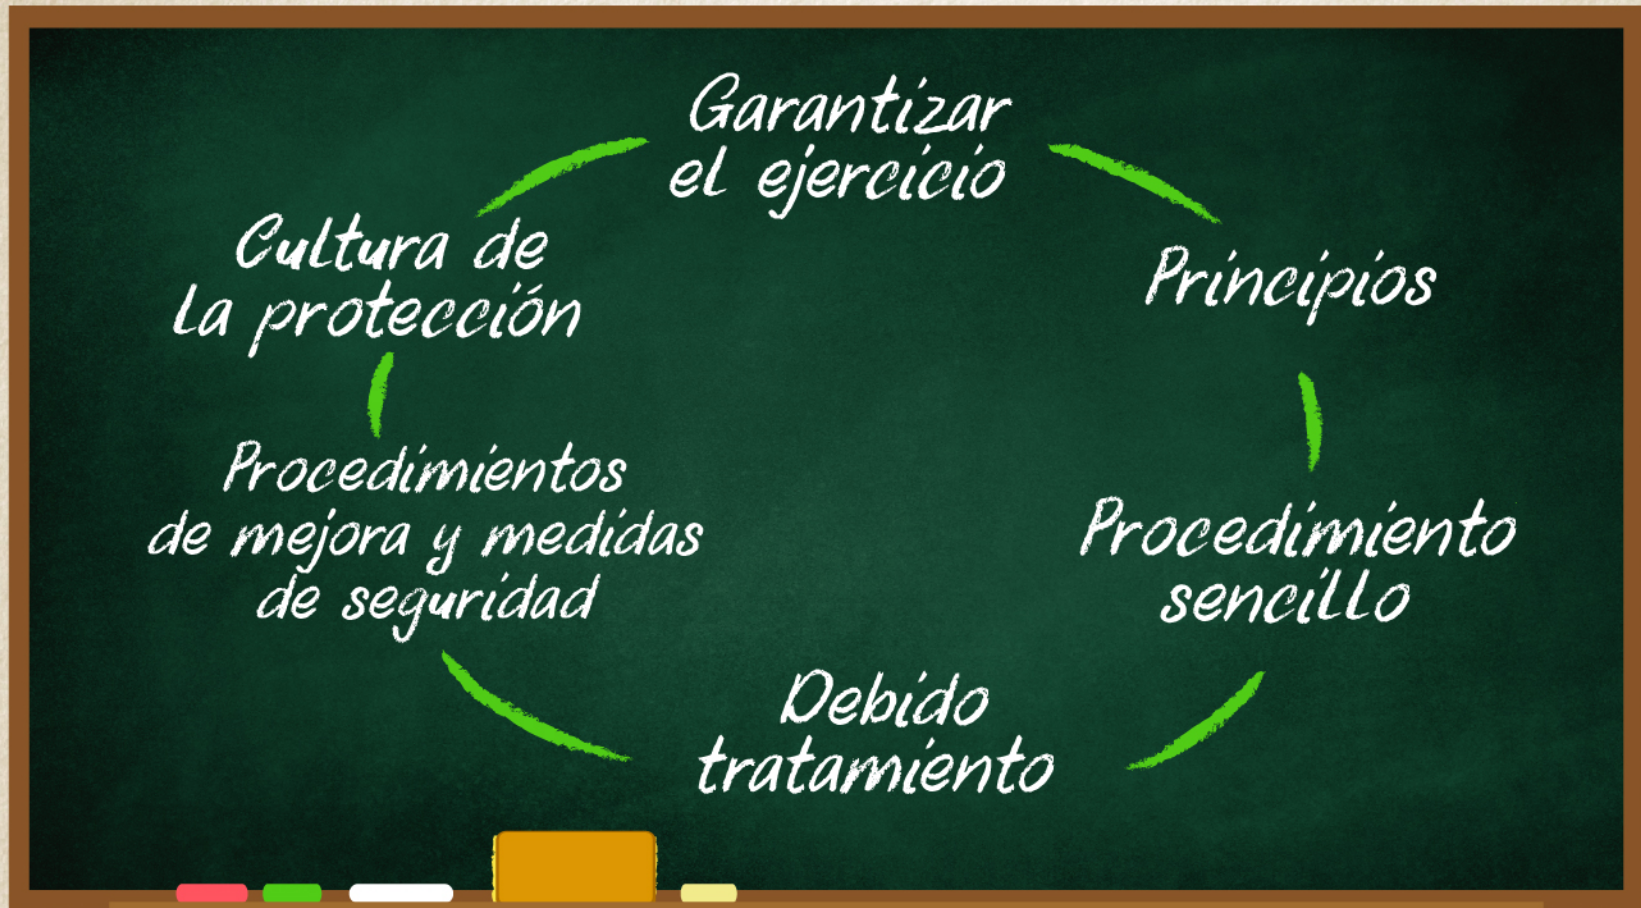 Garantizar
el ejercicio
Principios
Procedimiento
sencillo
Debido
tratamiento
Procedimientos
de mejora y medidas
de seguridad
Cultura de
la protección